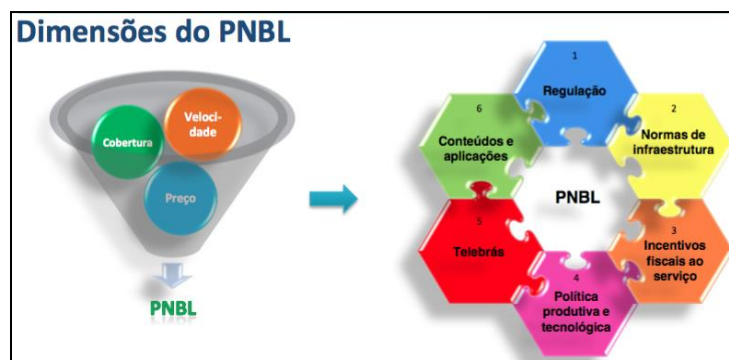 Dimensões do PNBL
Cobertura
Veloci-
dade
Preço
PNBL
1
Regulação
2
Normas de
infraestrutura
3
Incentivos
fiscais ao
serviço
4
Política
produtiva e
tecnológica
5
Telebrás
6
Conteúdos e
aplicações
PNBL